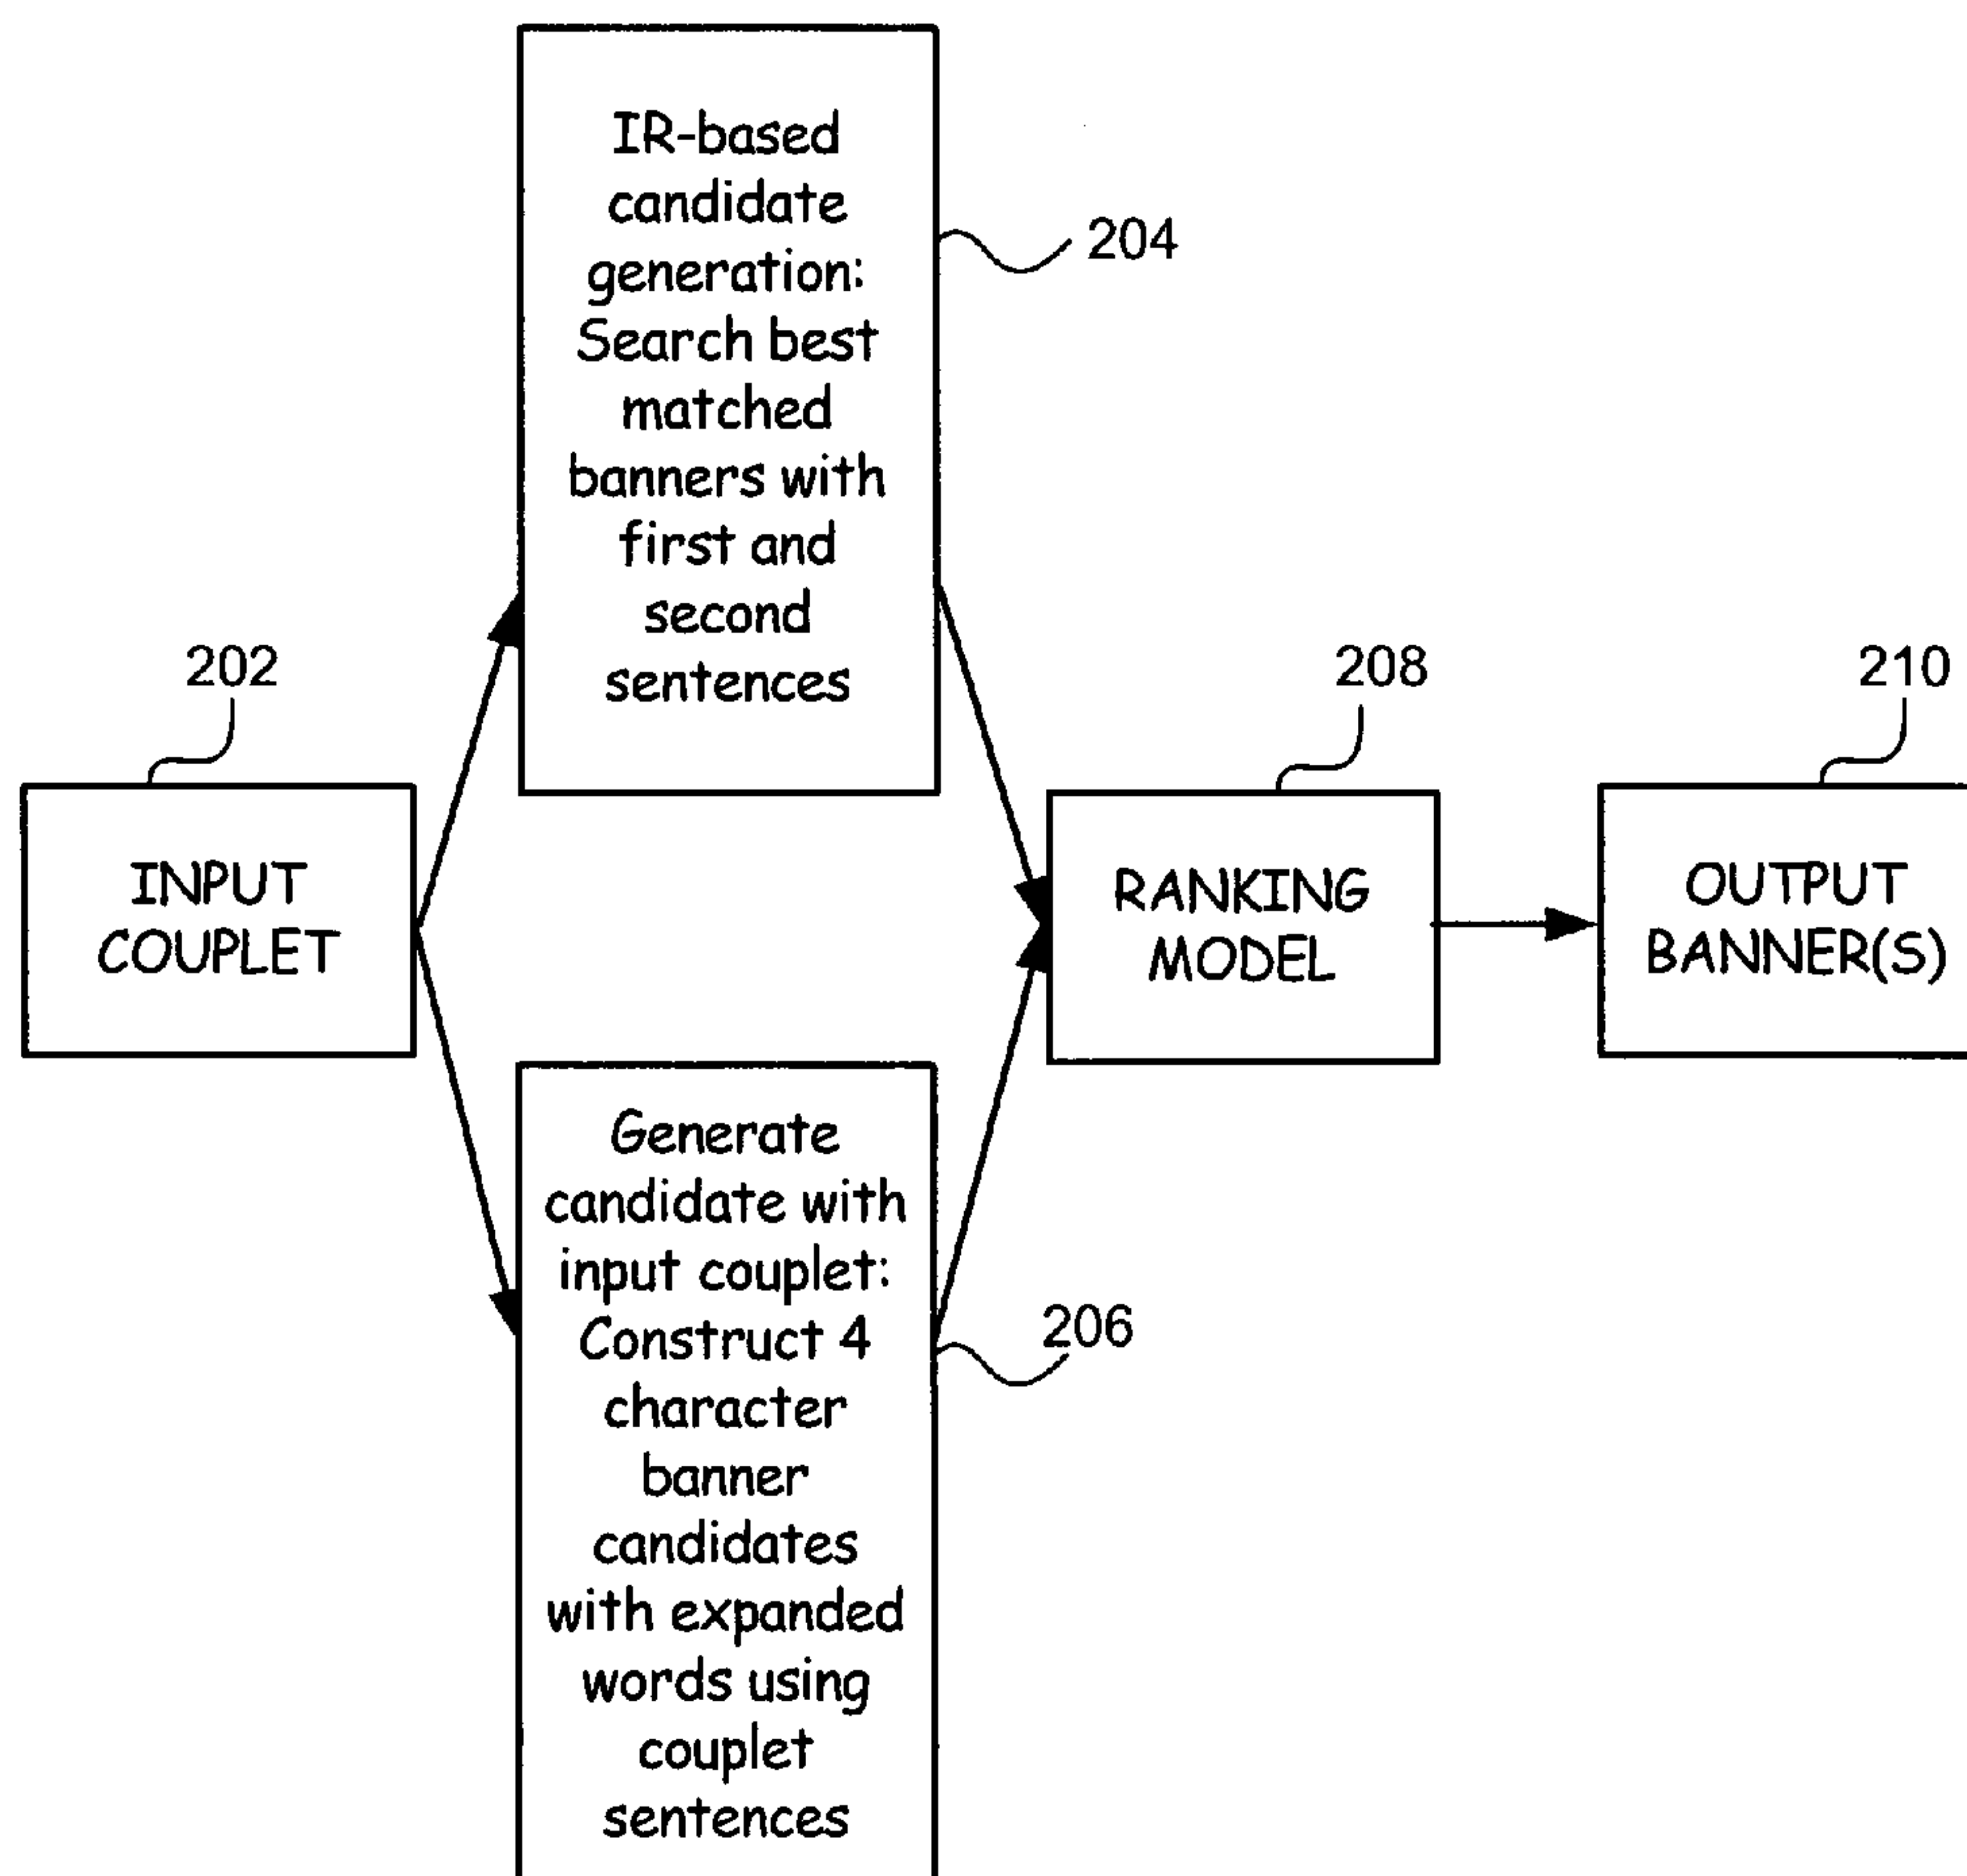 202
INPUT
COUPLET
IR-based
candidate
generation:
Search best
matched
banners with
first and
second
sentences
204
Generate
candidate with
input couplet:
Construct 4
character
banner
candidates
with expanded
words using
couplet
sentences
206
208
RANKING
MODEL
210
OUTPUT
BANNER(S)